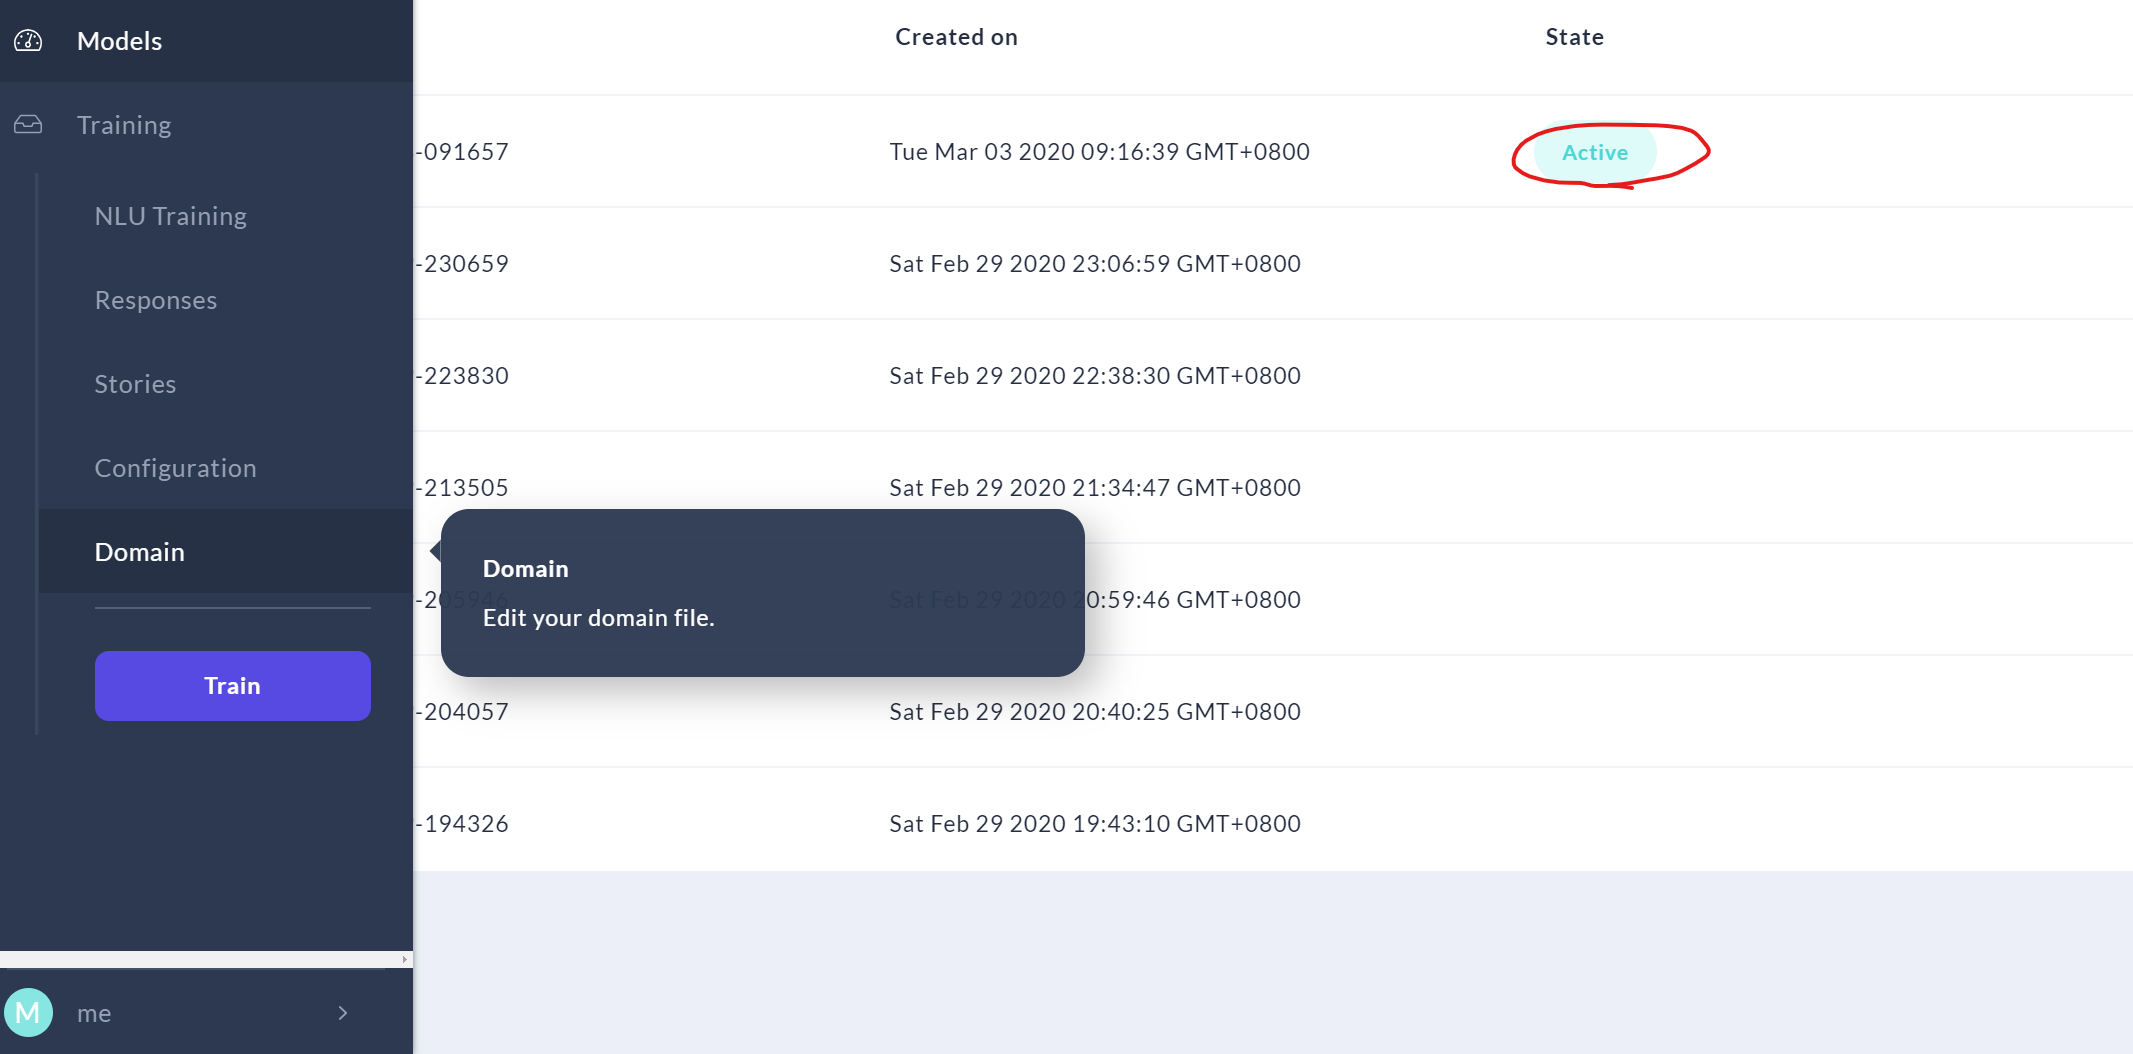 Models
Training
NLU Training
Responses
Stories
Configuration
Domain
Train
M me
Created on State
-091657 Tue Mar 03 2020 09:16:39 GMT+0800 Active
-230659 Sat Feb 29 2020 23:06:59 GMT+0800
-223830 Sat Feb 29 2020 22:38:30 GMT+0800
-213505 Sat Feb 29 2020 21:34:47 GMT+0800
Domain
-205946 Sat Feb 29 2020 20:59:46 GMT+0800
Edit your domain file.
-204057 Sat Feb 29 2020 20:40:25 GMT+0800
-194326 Sat Feb 29 2020 19:43:10 GMT+0800